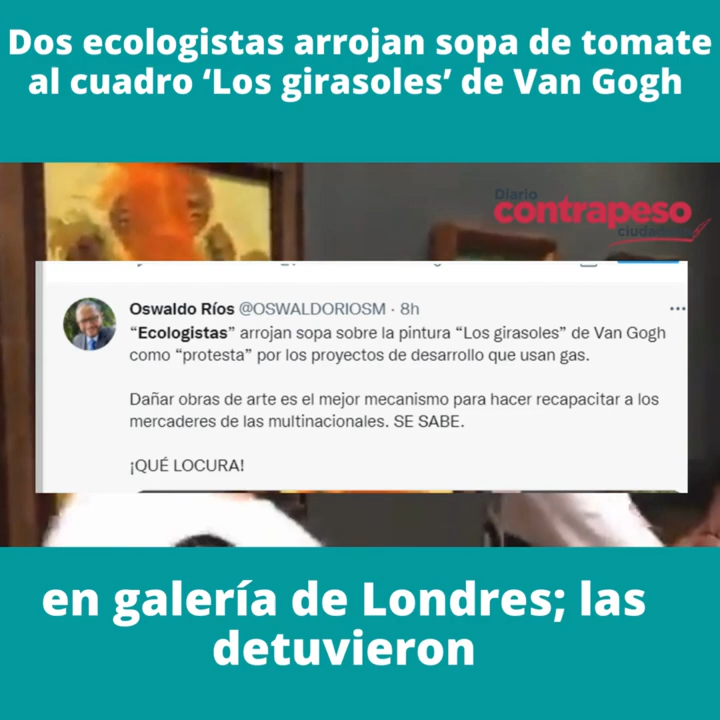 Dos ecologistas arrojan sopa de tomate
al cuadro ‘Los girasoles’ de Van Gogh
Diario
contrapeso
ciudadano
Oswaldo Ríos @OSWALDORIOSM · 8h
“Ecologistas” arrojan sopa sobre la pintura “Los girasoles” de Van Gogh
como “protesta” por los proyectos de desarrollo que usan gas.
Dañar obras de arte es el mejor mecanismo para hacer recapacitar a los
mercaderes de las multinacionales. SE SABE.
¡QUÉ LOCURA!
en galería de Londres; las
detuvieron